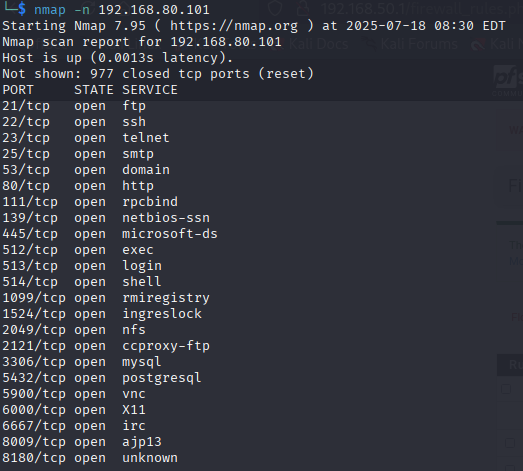 └─$ nmap -n 192.168.80.101
Starting Nmap 7.95 ( https://nmap.org ) at 2025-07-18 08:30 EDT
Nmap scan report for 192.168.80.101
Host is up (0.0013s latency).
Not shown: 977 closed tcp ports (reset)
PORT     STATE SERVICE
21/tcp   open  ftp
22/tcp   open  ssh
23/tcp   open  telnet
25/tcp   open  smtp
53/tcp   open  domain
80/tcp   open  http
111/tcp  open  rpcbind
139/tcp  open  netbios-ssn
445/tcp  open  microsoft-ds
512/tcp  open  exec
513/tcp  open  login
514/tcp  open  shell
1099/tcp open  rmiregistry
1524/tcp open  ingreslock
2049/tcp open  nfs
2121/tcp open  ccproxy-ftp
3306/tcp open  mysql
5432/tcp open  postgresql
5900/tcp open  vnc
6000/tcp open  X11
6667/tcp open  irc
8009/tcp open  ajp13
8180/tcp open  unknown